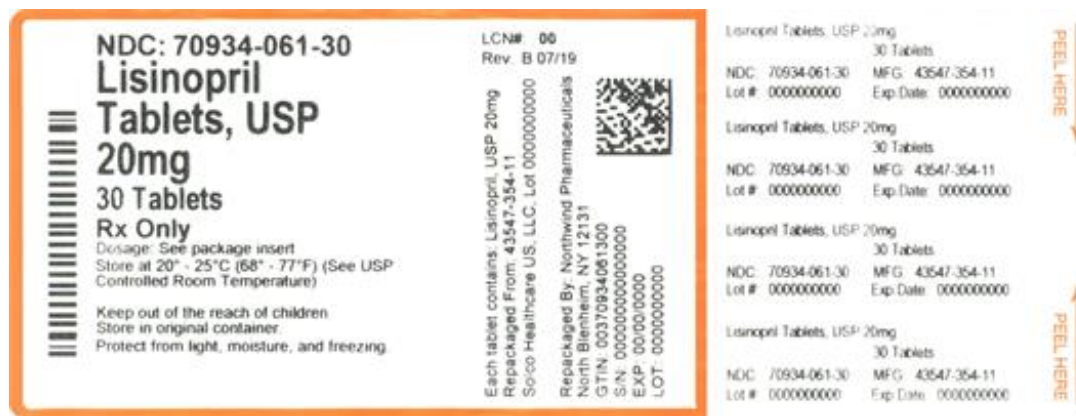 NDC: 70934-061-30
Lisinopril
Tablets, USP
20mg
30 Tablets
Rx Only
Dosage: See package insert
Store at 20° - 25°C (68° - 77°F) (See USP
Controlled Room Temperature)
Keep out of the reach of children
Store in original container.
Protect from light, moisture, and freezing
LCN# 00
Rev. B 07/19
Each tablet contains: Lisinopril, USP 20mg
Repackaged From: 43547-354-11
Solco Healthcare US, LLC, Lot 0000000000
Repackaged By: Northwind Pharmaceuticals
North Blenheim, NY 12131
GTIN: 00370934061300
S/N: 00000000000000
EXP: 00/00/0000
LOT: 0000000000
Lisinopril Tablets, USP 20mg
30 Tablets
NDC: 70934-061-30 MFG: 43547-354-11
Lot #: 0000000000 Exp.Date: 0000000000
Lisinopril Tablets, USP 20mg
30 Tablets
NDC: 70934-061-30 MFG: 43547-354-11
Lot #: 0000000000 Exp.Date: 0000000000
Lisinopril Tablets, USP 20mg
30 Tablets
NDC: 70934-061-30 MFG: 43547-354-11
Lot #: 0000000000 Exp.Date: 0000000000
Lisinopril Tablets, USP 20mg
30 Tablets
NDC: 70934-061-30 MFG: 43547-354-11
Lot #: 0000000000 Exp.Date: 0000000000
PEEL HERE
PEEL HERE